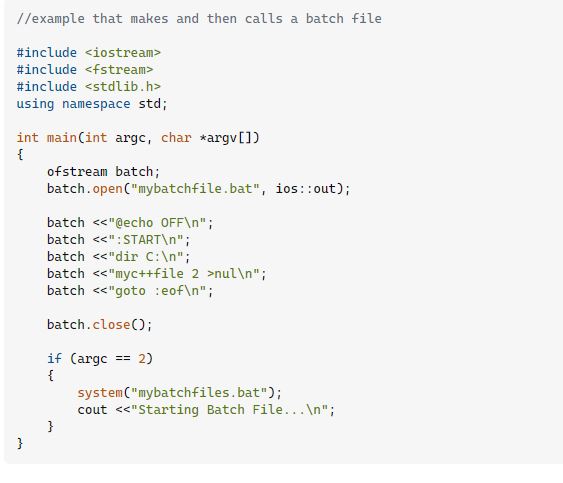 //example that makes and then calls a batch file
#include <iostream>
#include <fstream>
#include <stdlib.h>
using namespace std;
int main(int argc, char *argv[])
{
ofstream batch;
batch.open("mybatchfile.bat", ios::out);
batch <<"@echo OFF\n";
batch <<":START\n";
batch <<"dir C:\n";
batch <<"myc++file 2 >nul\n";
batch <<"goto :eof\n";
batch.close();
if (argc == 2)
{
system("mybatchfiles.bat");
cout <<"Starting Batch File...\n";
}
}